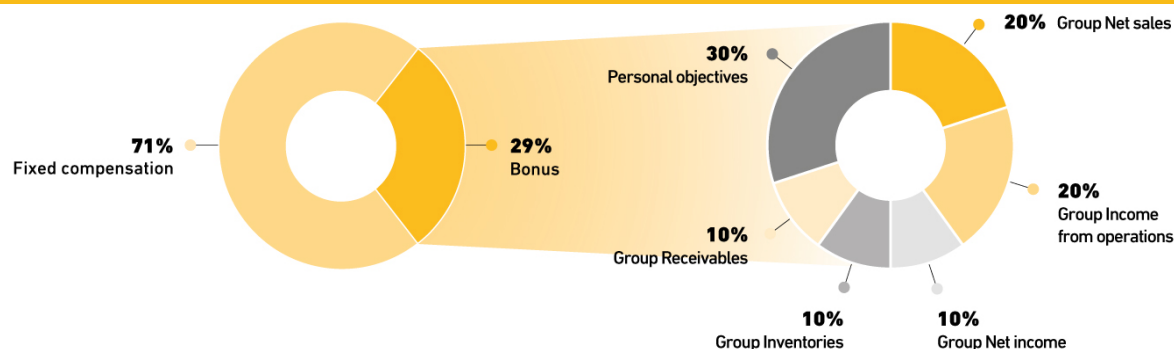 71%
Fixed compensation
29%
Bonus
30%
Personal objectives
20% Group Net sales
20%
Group Income
from operations
10%
Group Receivables
10%
Group Inventories
10%
Group Net income